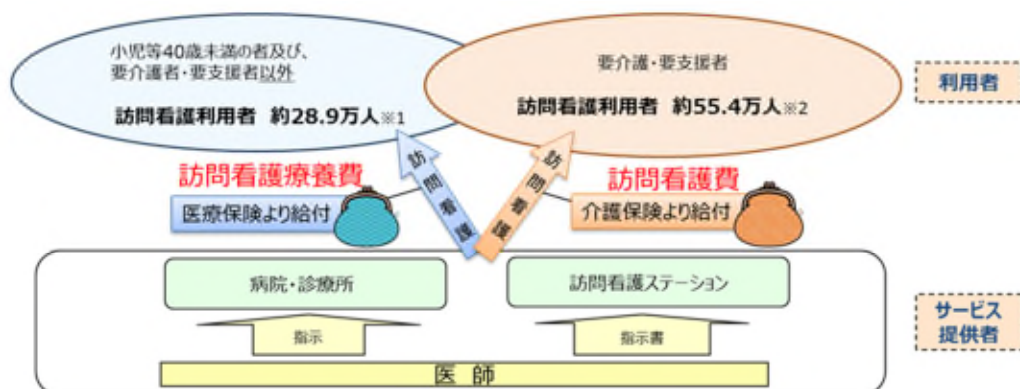 小児等40歳未満の者及び、
要介護者・要支援者以外
訪問看護利用者 約28.9万人※1
要介護・要支援者
訪問看護利用者 約55.4万人※2
利用者
訪問看護療養費
医療保険より給付
訪問看護
訪問看護
訪問看護費
介護保険より給付
病院・診療所
訪問看護ステーション
サービス
提供者
指示
指示書
医師